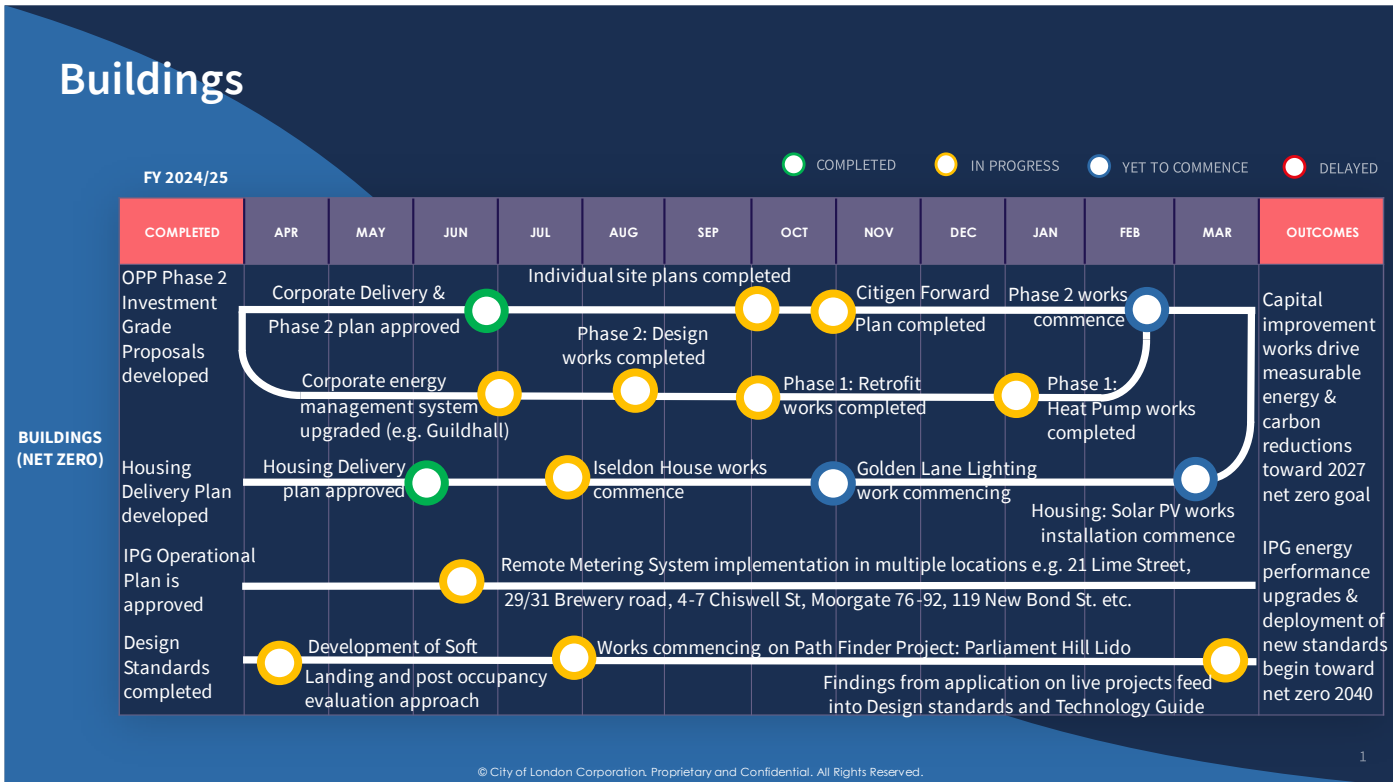 Buildings
COMPLETED
IN PROGRESS
YET TO COMMENCE
DELAYED
FY 2024/25
COMPLETED
APR
MAY
JUN
JUL
AUG
SEP
OCT
NOV
DEC
JAN
FEB
MAR
OUTCOMES
BUILDINGS
(NET ZERO)
OPP Phase 2
Investment
Grade
Proposals
developed
Corporate Delivery &
Phase 2 plan approved
Individual site plans completed
Citigen Forward
Plan completed
Phase 2 works
commence
Corporate energy
management system
upgraded (e.g. Guildhall)
Phase 2: Design
works completed
Phase 1: Retrofit
works completed
Phase 1:
Heat Pump works
completed
Capital
improvement
works drive
measurable
energy &
carbon
reductions
toward 2027
net zero goal
Housing
Delivery Plan
developed
Housing Delivery
plan approved
Iseldon House works
commence
Golden Lane Lighting
work commencing
Housing: Solar PV works
installation commence
IPG Operational
Plan is
approved
Remote Metering System implementation in multiple locations e.g. 21 Lime Street,
29/31 Brewery road, 4-7 Chiswell St, Moorgate 76-92, 119 New Bond St. etc.
IPG energy
performance
upgrades &
deployment of
new standards
begin toward
net zero 2040
Design
Standards
completed
Development of Soft
Landing and post occupancy
evaluation approach
Works commencing on Path Finder Project: Parliament Hill Lido
Findings from application on live projects feed
into Design standards and Technology Guide
1
© City of London Corporation. Proprietary and Confidential. All Rights Reserved.